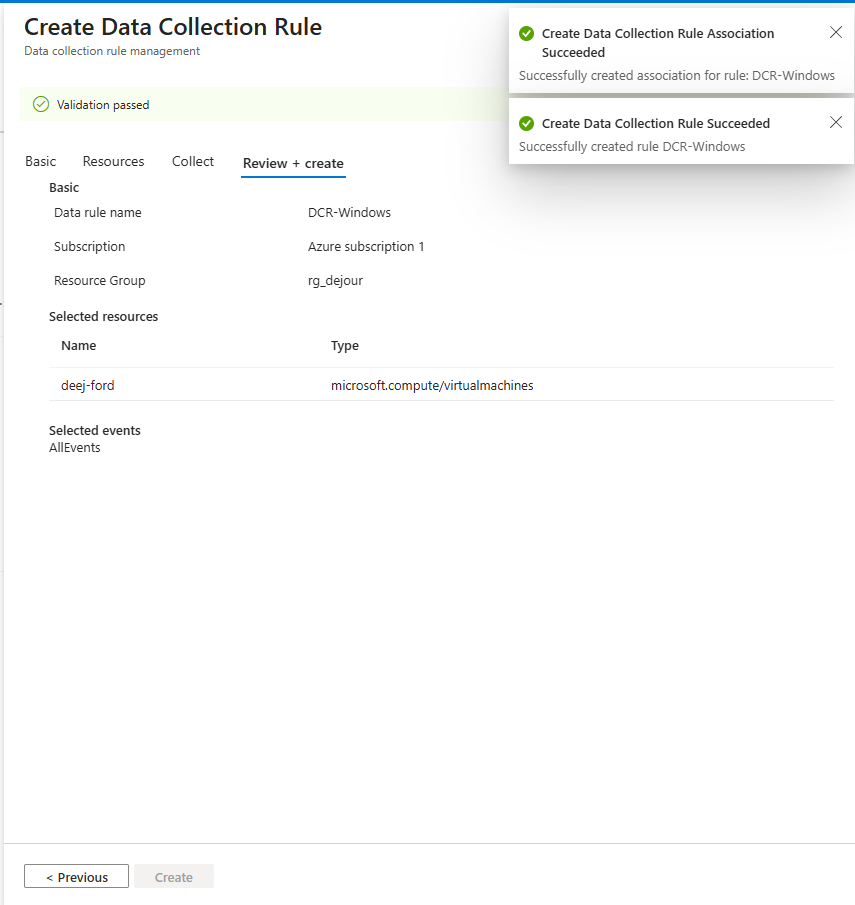 Create Data Collection Rule
Data collection rule management
Create Data Collection Rule Association
Succeeded
Successfully created association for rule: DCR-Windows
Create Data Collection Rule Succeeded
Successfully created rule DCR-Windows
Validation passed
Basic Resources Collect Review + create
Basic
Data rule name DCR-Windows
Subscription Azure subscription 1
Resource Group rg_dejour
Selected resources
Name Type
deej-ford microsoft.compute/virtualmachines
Selected events
AllEvents
< Previous Create